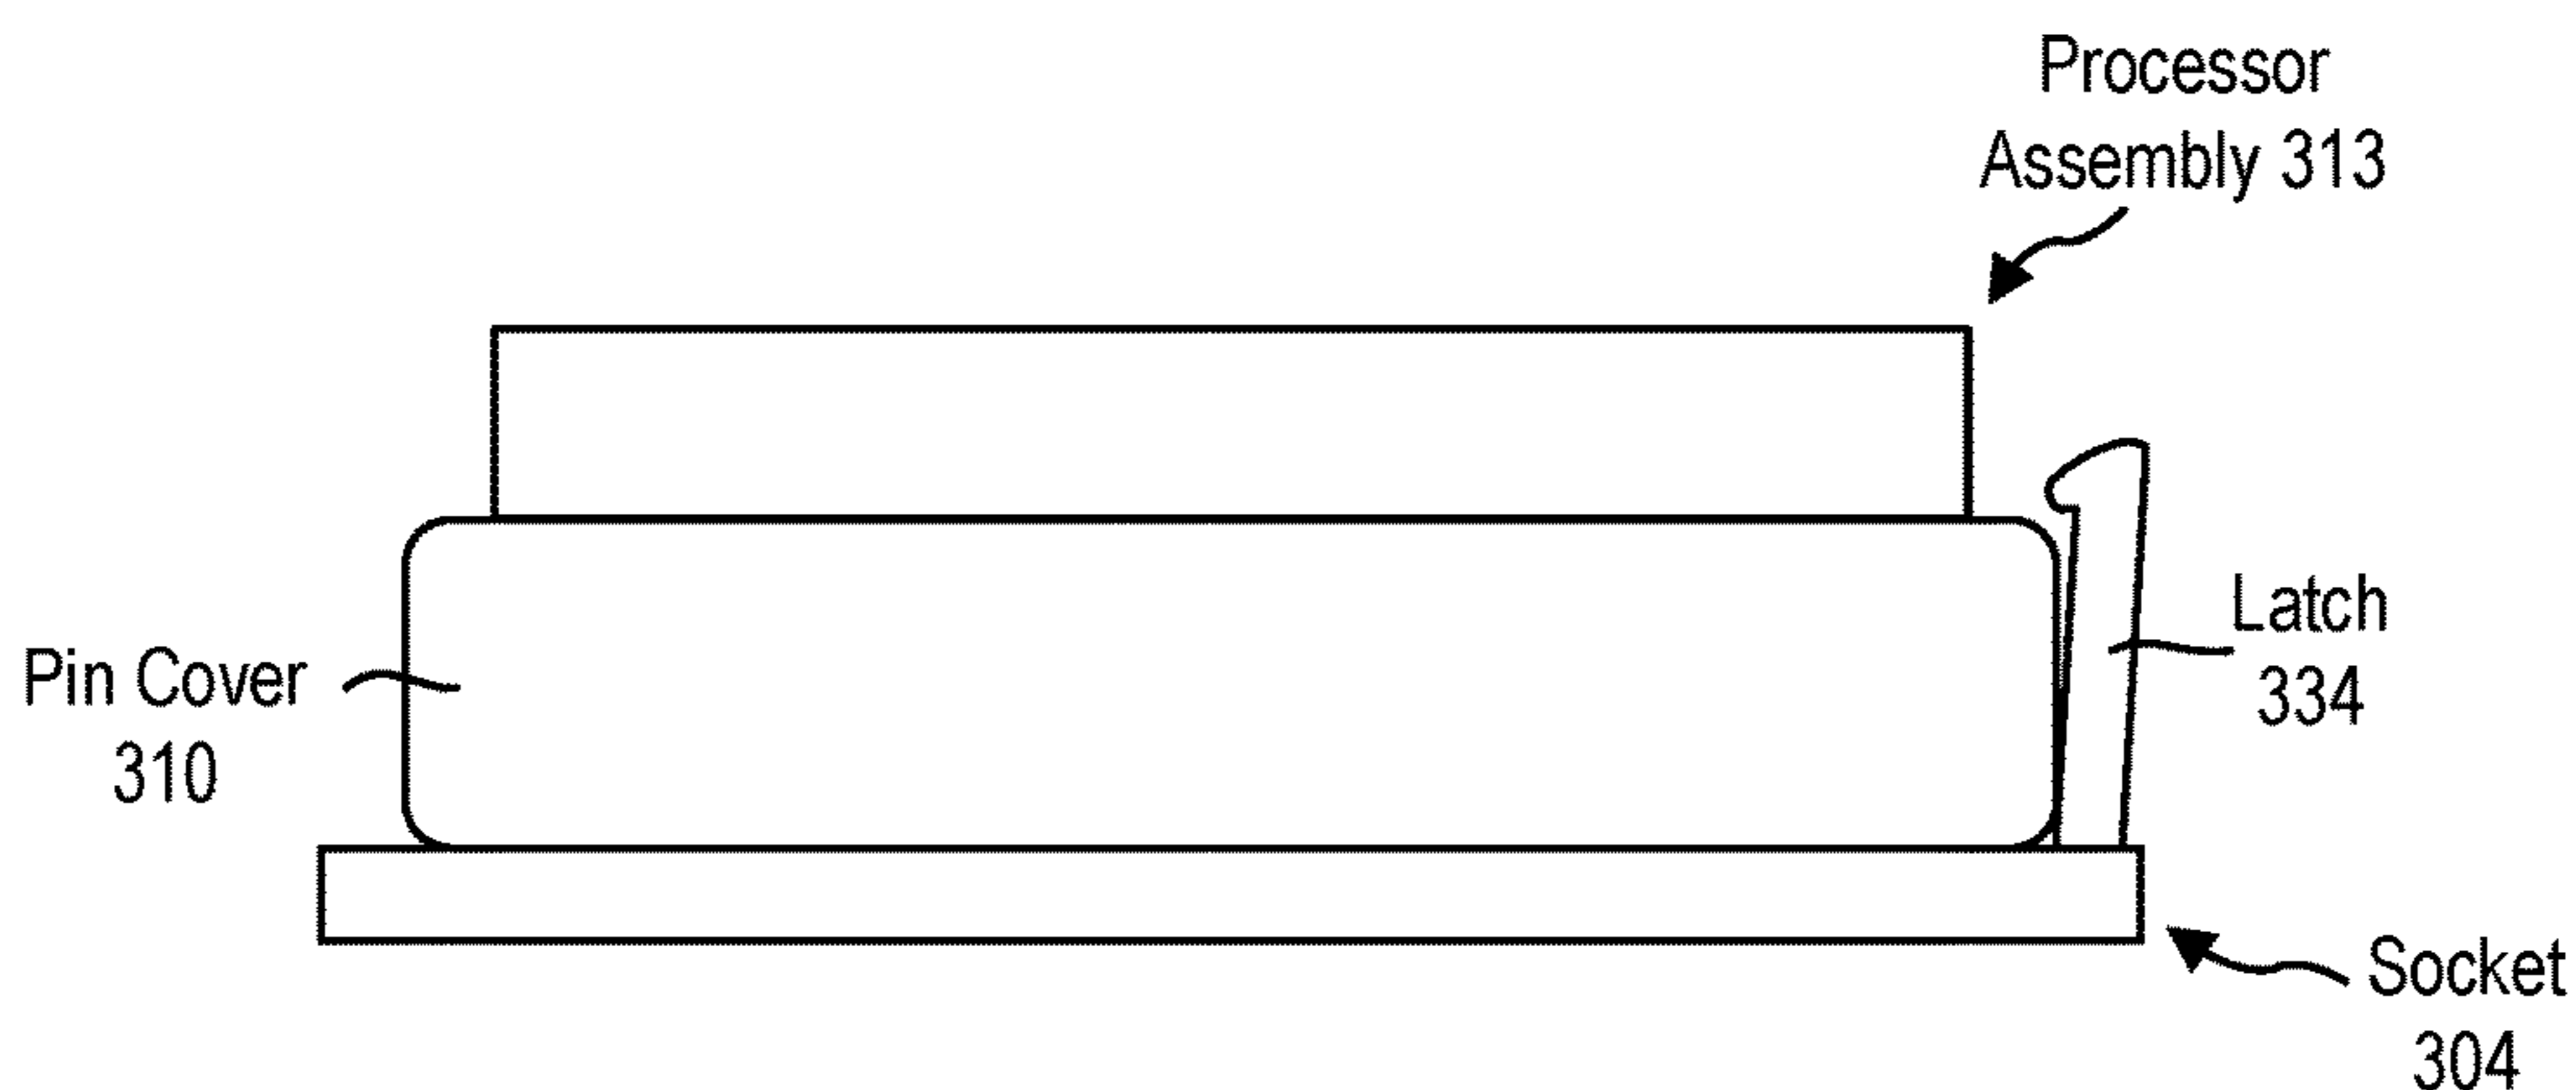 Processor
Assembly 313
Latch
334
Pin Cover
310
Socket
304